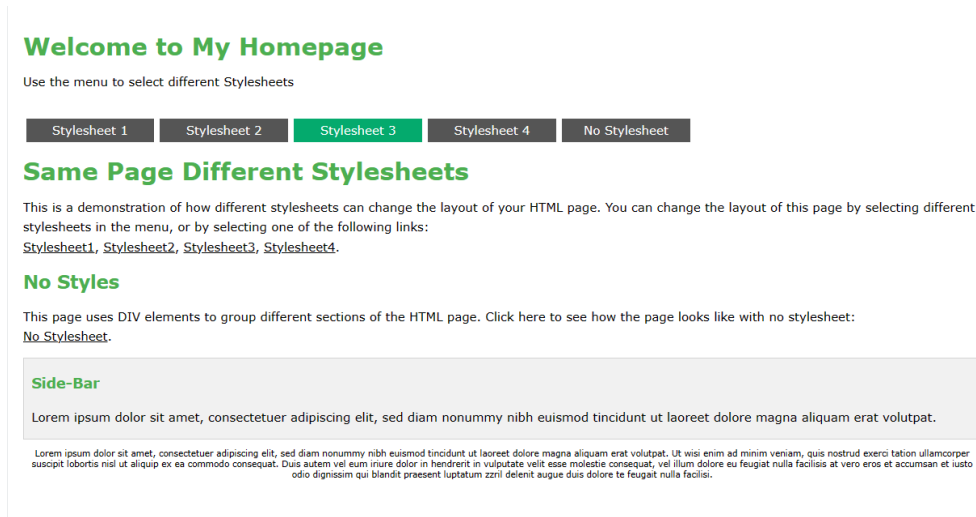 Welcome to My Homepage
Use the menu to select different Stylesheets
Stylesheet 1 Stylesheet 2 Stylesheet 3 Stylesheet 4 No Stylesheet
Same Page Different Stylesheets
This is a demonstration of how different stylesheets can change the layout of your HTML page. You can change the layout of this page by selecting different
stylesheets in the menu, or by selecting one of the following links:
Stylesheet1, Stylesheet2, Stylesheet3, Stylesheet4.
No Styles
This page uses DIV elements to group different sections of the HTML page. Click here to see how the page looks like with no stylesheet:
No Stylesheet.
Side-Bar
Lorem ipsum dolor sit amet, consectetuer adipiscing elit, sed diam nonummy nibh euismod tincidunt ut laoreet dolore magna aliquam erat volutpat.
Lorem ipsum dolor sit amet, consectetuer adipiscing elit, sed diam nonummy nibh euismod tincidunt ut laoreet dolore magna aliquam erat volutpat. Ut wisi enim ad minim veniam, quis nostrud exerci tation ullamcorper
suscipit lobortis nisl ut aliquip ex ea commodo consequat. Duis autem vel eum iriure dolor in hendrerit in vulputate velit esse molestie consequat, vel illum dolore eu feugiat nulla facilisis at vero eros et accumsan et iusto
odio dignissim qui blandit praesent luptatum zzril delenit augue duis dolore te feugait nulla facilisi.